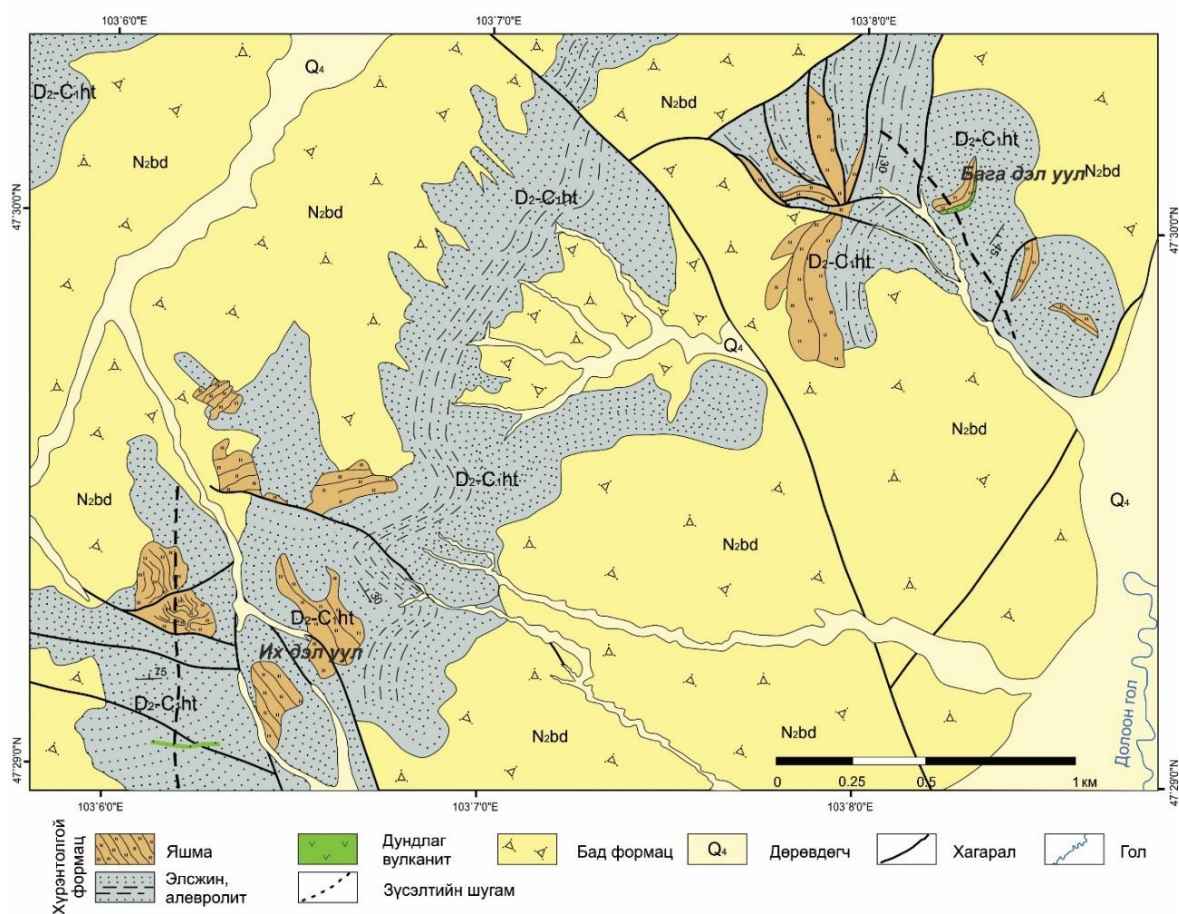 103°6'0"E
103°7'0"E
103°8'0"E
Q4
D2-C1ht
N2bd
N2bd
N2bd
D2-C1ht
30
Бага дэл уул
N2bd
47°30'0"N
47°30'0"N
D2-C1ht
45
D2-C1ht
Q4
N2bd
D2-C1ht
N2bd
Q4
N2bd
30
D2-C1ht
Их дэл уул
75
D2-C1ht
N2bd
N2bd
Долоон гол
0
0.25
0.5
1 км
47°29'0"N
47°29'0"N
103°6'0"E
103°7'0"E
103°8'0"E
Хүрэнтолгой формац
Яшма
Дундлаг вулканит
Бад формац
Q4
Дөрөвдөгч
Хагарал
Гол
Элсжин, алевролит
Зүсэлтийн шугам